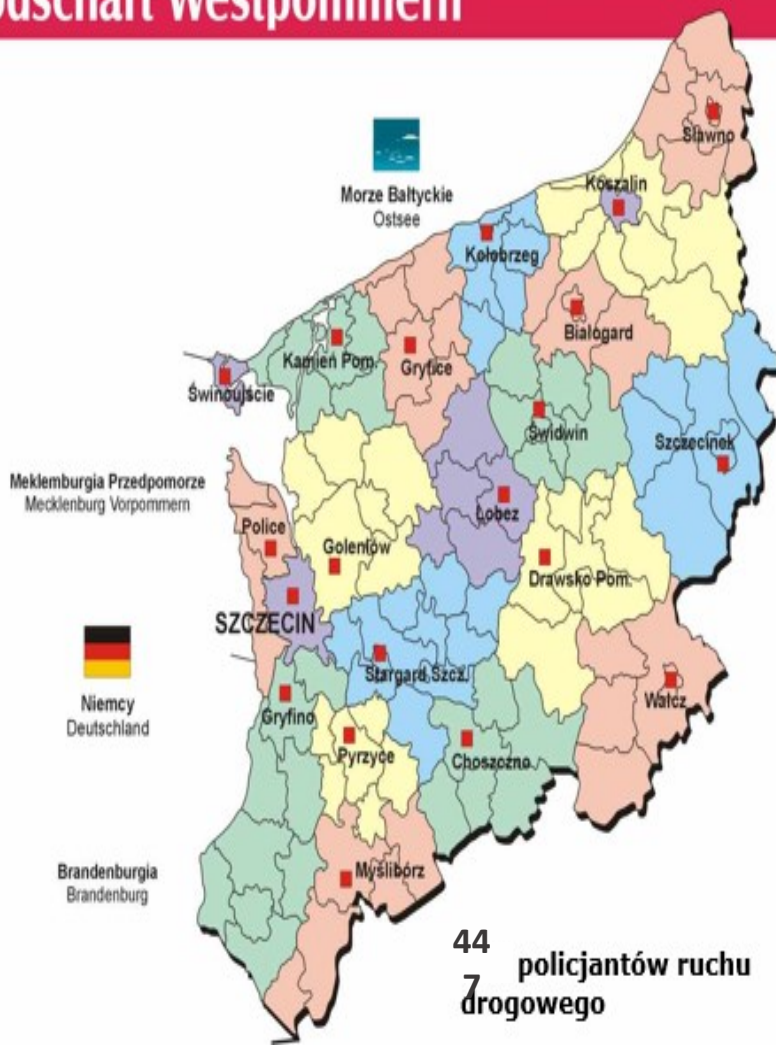 Westpommern
Sławno
Koszalin
Morze Bałtyckie
Ostsee
Kołobrzeg
Białogard
Kamień Pom.
Gryfice
Świnoujście
Świdwin
Szczecinek
Meklemburgia Przedpomorze
Mecklenburg Vorpommern
Łobez
Police
Goleniów
Drawsko Pom.
SZCZECIN
Stargard Szcz.
Niemcy
Deutschland
Gryfino
Wałcz
Pyrzyce
Choszczno
Brandenburgia
Brandenburg
Myślibórz
44
7
policjantów ruchu
drogowego